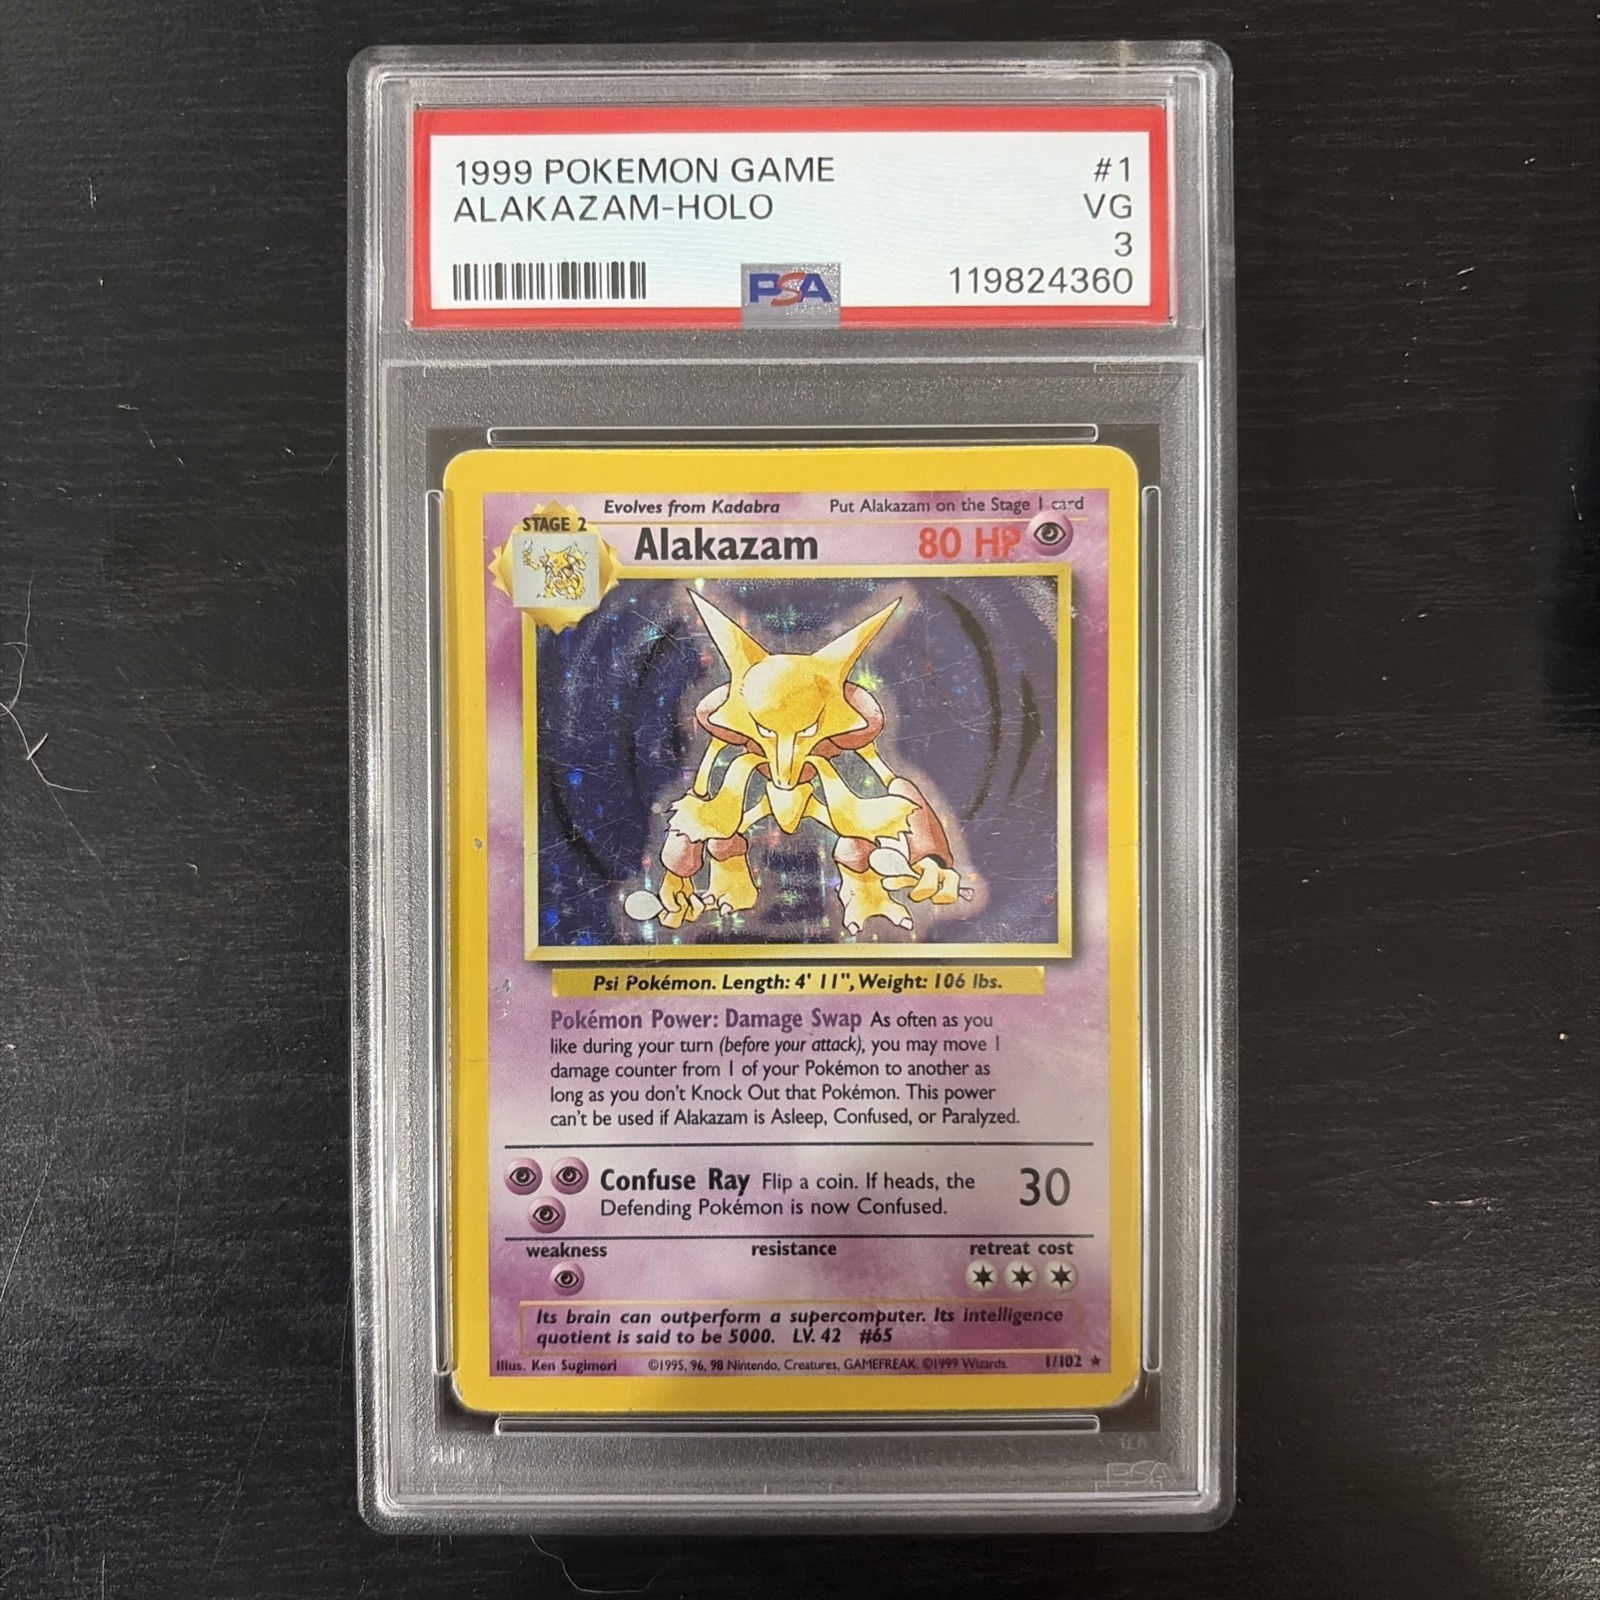 1999 POKEMON GAME #1
ALAKAZAM-HOLO VG
3
PSA 119824360
Evolves from Kadabra Put Alakazam on the Stage 1 card
STAGE 2
Alakazam 80 HP
Psi Pokémon. Length: 4' 11", Weight: 106 lbs.
Pokémon Power: Damage Swap As often as you
like during your turn (before your attack), you may move 1
damage counter from 1 of your Pokémon to another as
long as you don't Knock Out that Pokémon. This power
can't be used if Alakazam is Asleep, Confused, or Paralyzed.
Confuse Ray Flip a coin. If heads, the 30
Defending Pokémon is now Confused.
weakness resistance retreat cost
Its brain can outperform a supercomputer. Its intelligence
quotient is said to be 5000. LV. 42 #65
Illus. Ken Sugimori ©1995, 96, 98 Nintendo, Creatures, GAMEFREAK. ©1999 Wizards. 1/102 ★
PSA